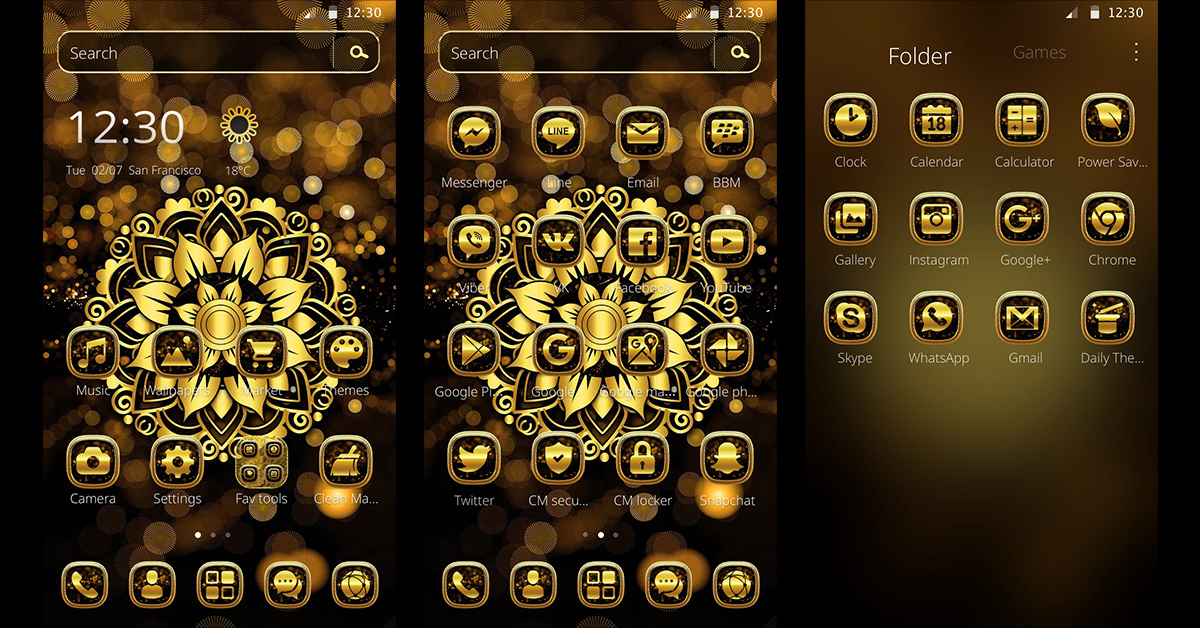 12:30
Search
12:30
Tue 02/07 San Francisco 18°C
Music Wallpapers Market Themes
Camera Settings Fav tools Clean Ma...
12:30
Search
LINE
Messenger Line Email BBM
Viber VK Facebook YouTube
Google Pl... Google Google ma... Google ph...
Twitter CM secu... CM locker Snapchat
12:30
Folder Games
18
Clock Calendar Calculator Power Sav...
Gallery Instagram Google+ Chrome
Skype WhatsApp Gmail Daily The...